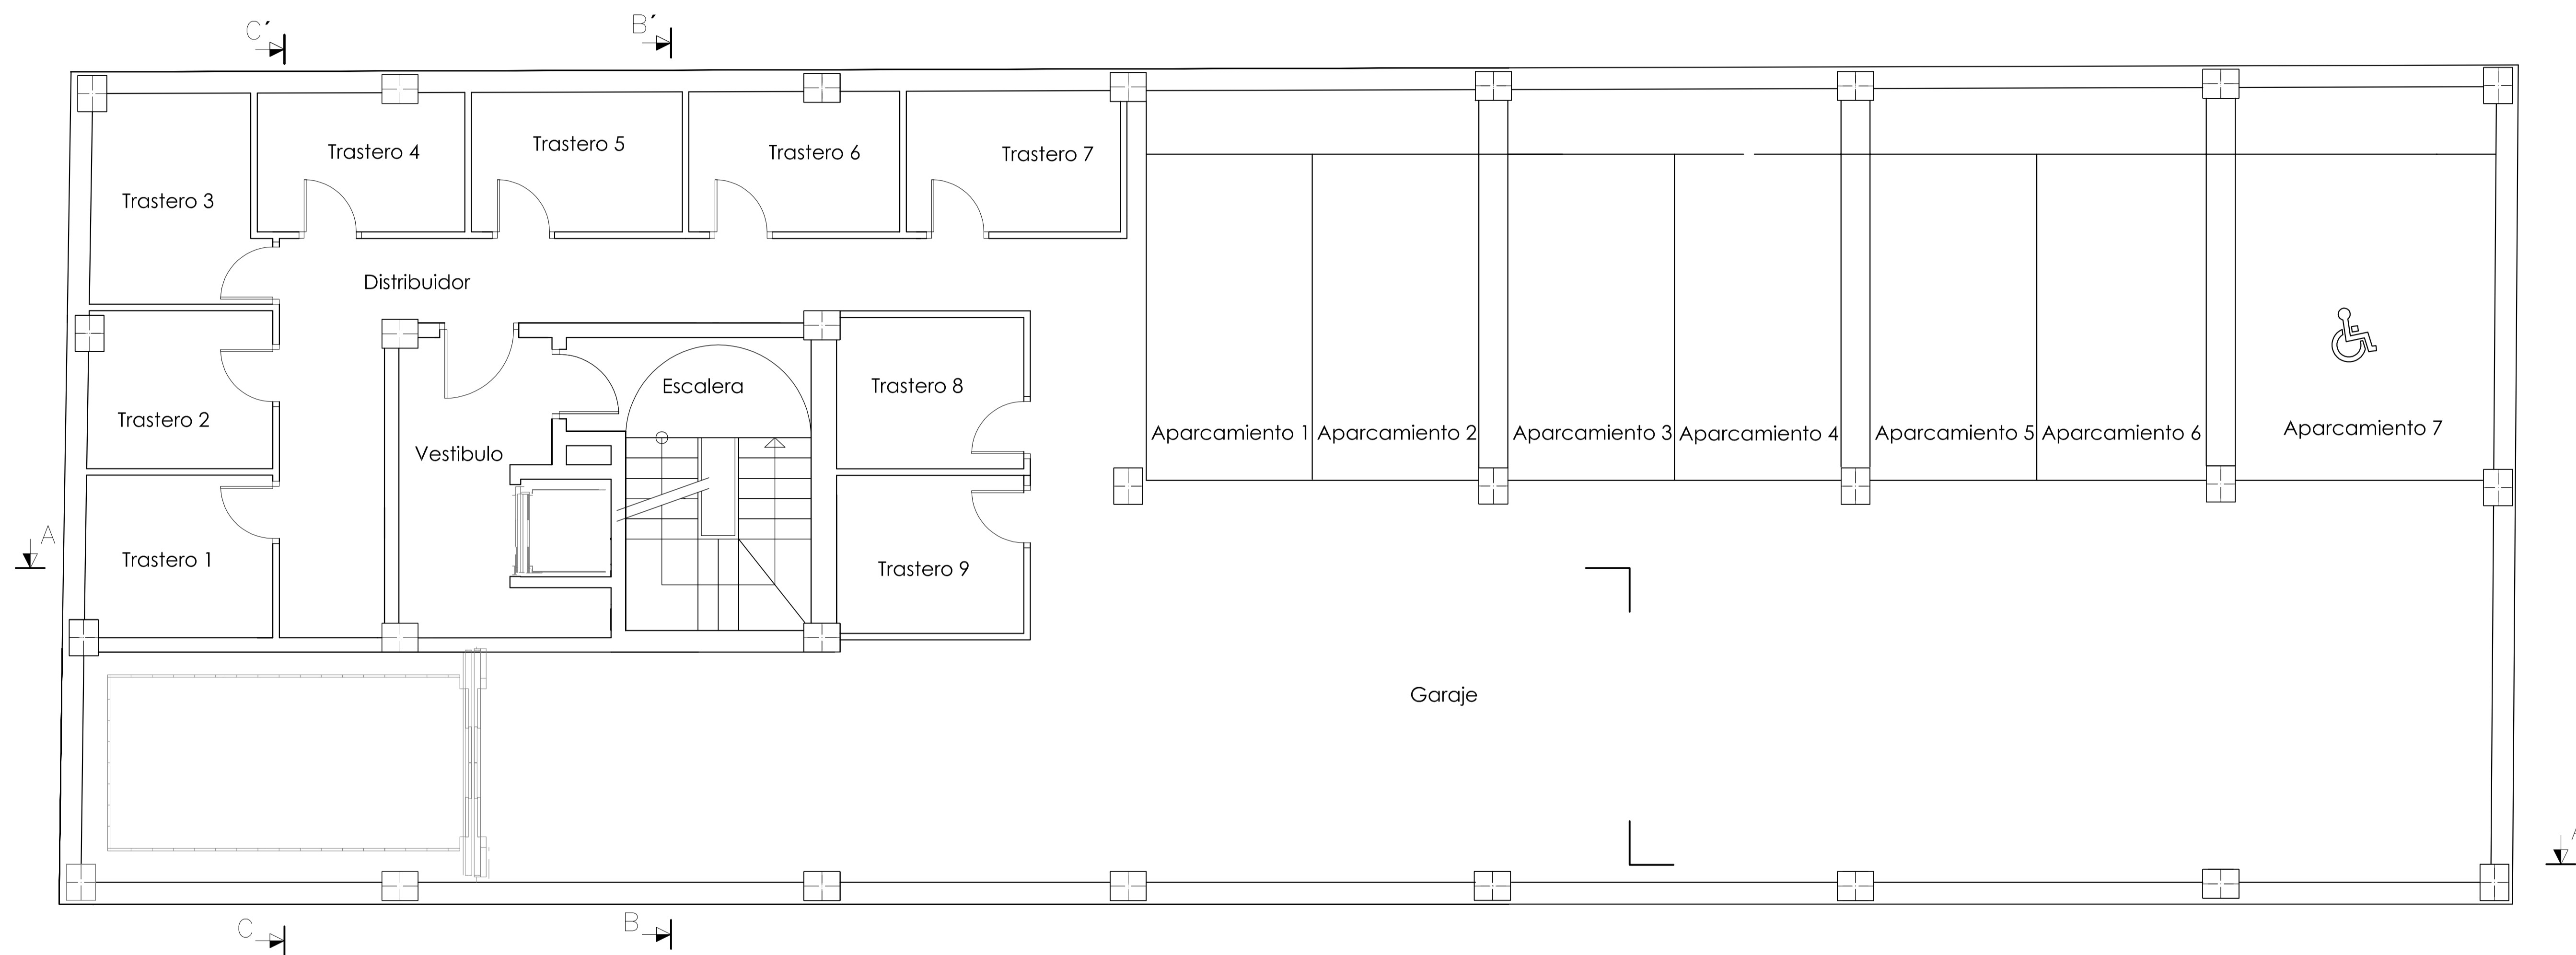 C´
B´
Trastero 4
Trastero 5
Trastero 6
Trastero 7
Trastero 3
Distribuidor
Escalera
Trastero 8
Trastero 2
Vestibulo
Aparcamiento 1
Aparcamiento 2
Aparcamiento 3
Aparcamiento 4
Aparcamiento 5
Aparcamiento 6
Aparcamiento 7
A
Trastero 1
Trastero 9
Garaje
C
B